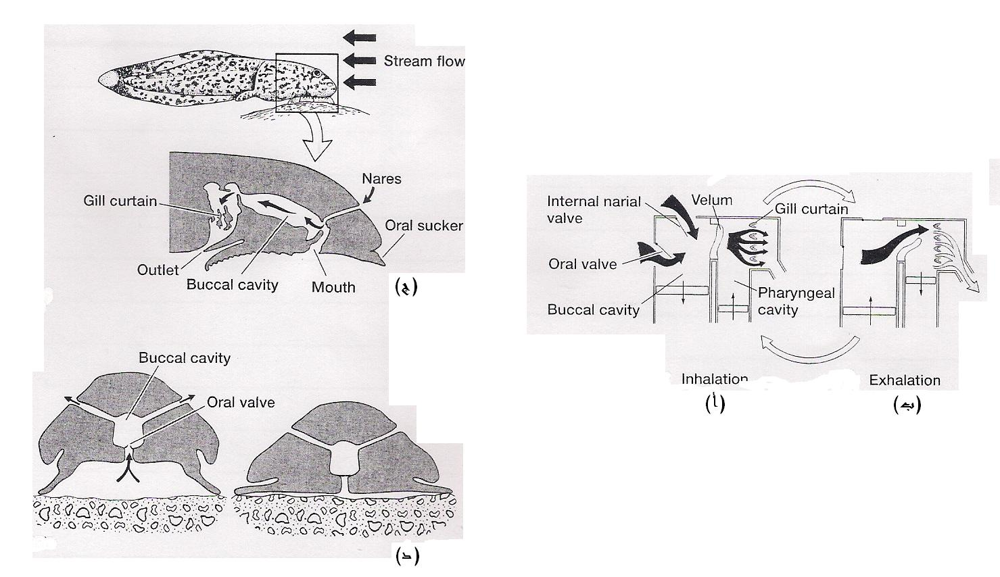 Stream flow
Nares
Gill curtain
Oral sucker
Outlet
Buccal cavity
Mouth
Internal narial
valve
Velum
Gill curtain
Oral valve
Pharyngeal
cavity
Buccal cavity
Inhalation
Exhalation
(أ)
Buccal cavity
Oral valve